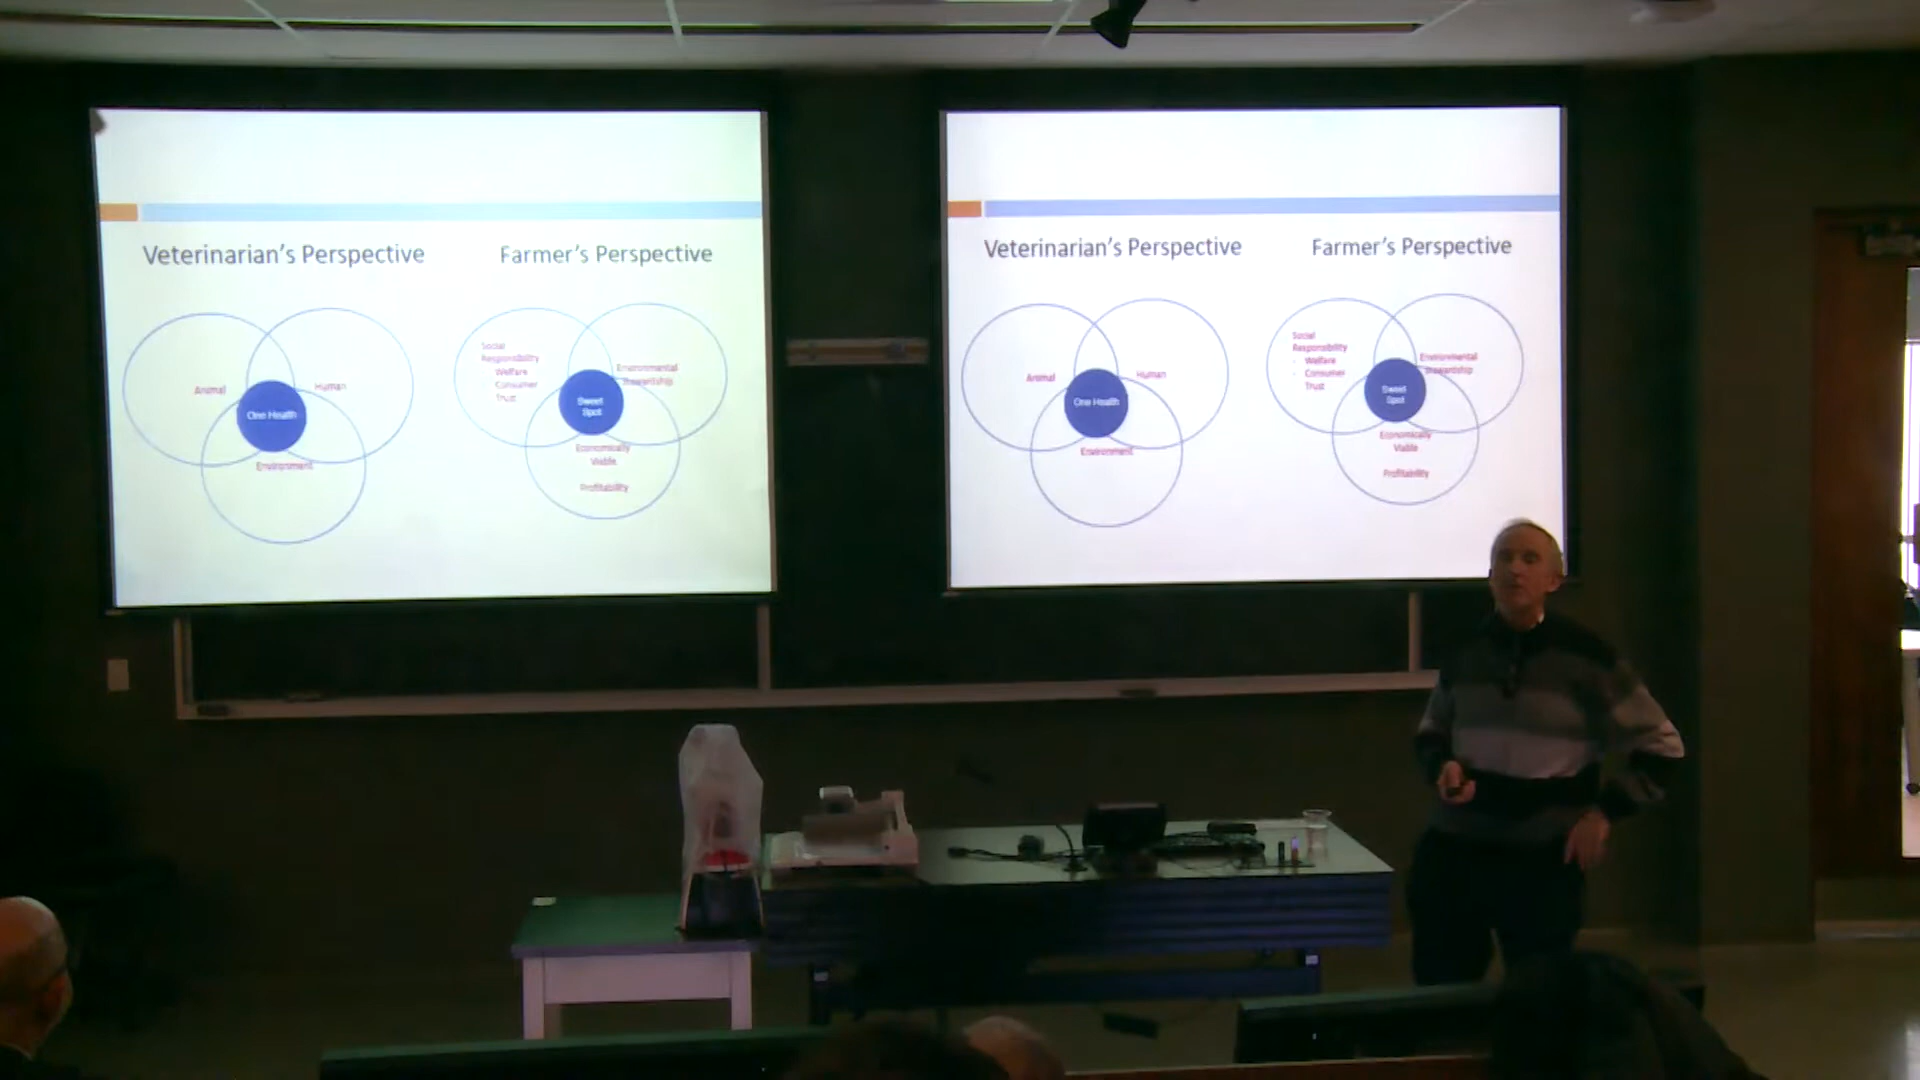 Veterinarian's Perspective
Farmer's Perspective
Animal
Human
One Health
Environment
Social
Responsibility
Welfare
Consumer
Trust
Environmental
Stewardship
Sweet
Spot
Economically
Viable
Profitability
Veterinarian's Perspective
Farmer's Perspective
Animal
Human
One Health
Environment
Social
Responsibility
- Welfare
- Consumer
Trust
Environmental
Stewardship
Sweet
Spot
Economically
Viable
Profitability